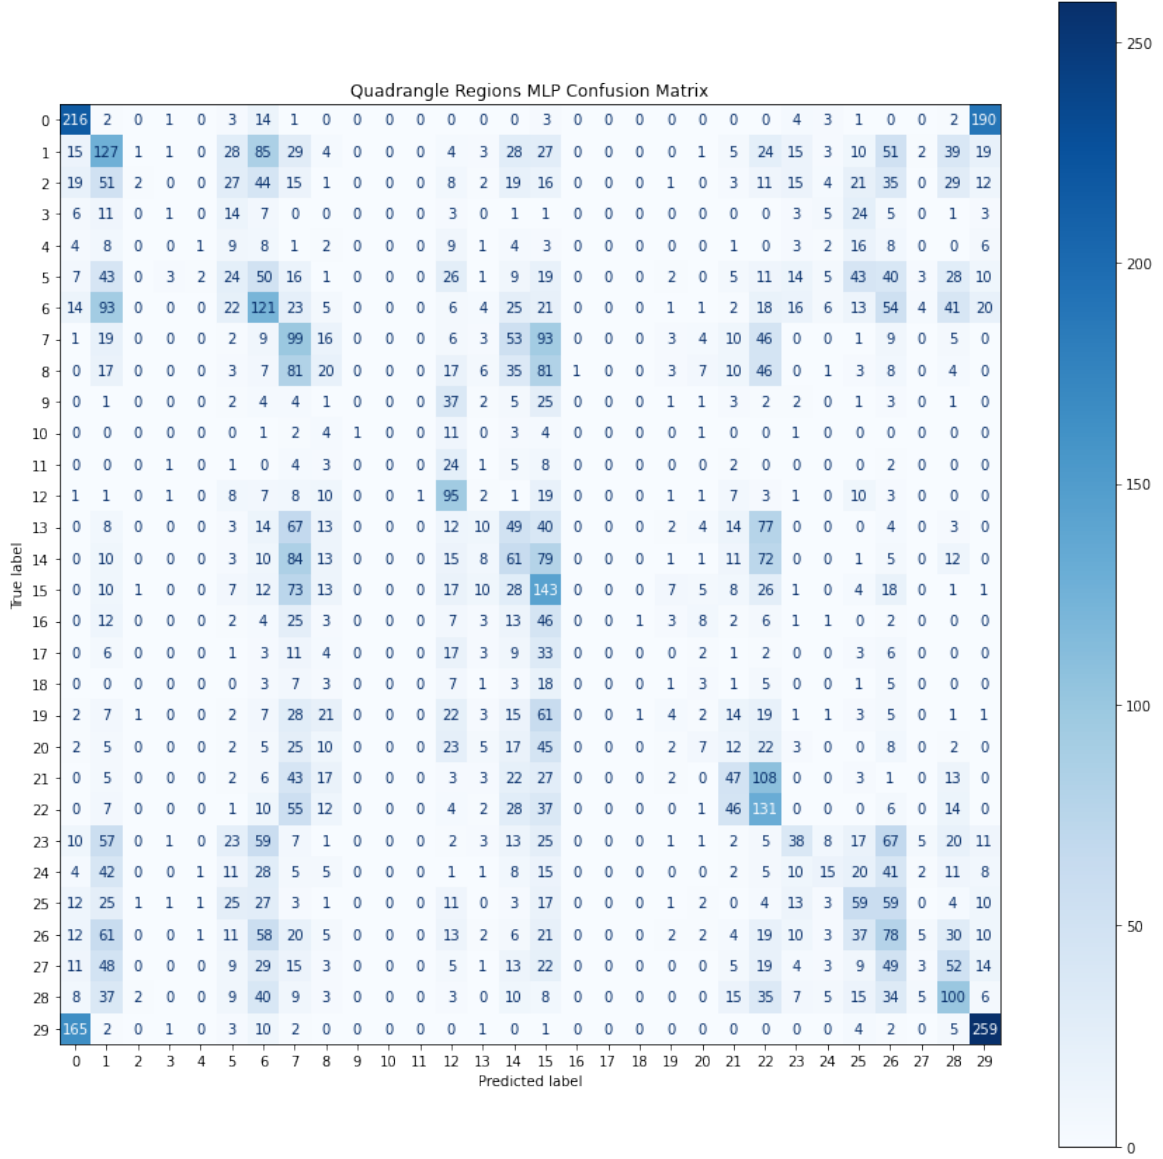 Quadrangle Regions MLP Confusion Matrix
0 216 2 0 1 0 3 14 1 0 0 0 0 0 0 0 3 0 0 0 0 0 0 0 4 3 1 0 0 2 190
1 15 127 1 1 0 28 85 29 4 0 0 0 4 3 28 27 0 0 0 0 1 5 24 15 3 10 51 2 39 19
2 19 51 2 0 0 27 44 15 1 0 0 0 8 2 19 16 0 0 0 1 0 3 11 15 4 21 35 0 29 12
3 6 11 0 1 0 14 7 0 0 0 0 0 3 0 1 1 0 0 0 0 0 0 0 3 5 24 5 0 1 3
4 4 8 0 0 1 9 8 1 2 0 0 0 9 1 4 3 0 0 0 0 0 1 0 3 2 16 8 0 0 6
5 7 43 0 3 2 24 50 16 1 0 0 0 26 1 9 19 0 0 0 2 0 5 11 14 5 43 40 3 28 10
6 14 93 0 0 0 22 121 23 5 0 0 0 6 4 25 21 0 0 0 1 1 2 18 16 6 13 54 3 41 20
7 1 19 0 0 0 2 9 99 16 0 0 0 6 3 53 93 0 0 0 3 4 10 46 0 0 1 9 0 5 0
8 0 17 0 0 0 3 7 81 20 0 0 0 17 6 35 81 1 0 0 3 7 10 46 0 1 3 8 0 4 0
9 0 1 0 0 0 2 4 4 1 0 0 0 37 2 5 25 0 0 0 1 1 3 2 2 0 1 3 0 1 0
10 0 0 0 0 0 0 1 2 4 1 0 0 11 0 3 4 0 0 0 0 1 0 0 1 0 0 0 0 0 0
11 0 0 0 1 0 1 0 4 3 0 0 0 24 1 5 8 0 0 0 0 0 2 0 0 0 0 2 0 0 0
12 1 1 0 1 0 8 7 8 10 0 0 1 95 2 1 19 0 0 0 1 1 7 3 1 0 10 3 0 0 0
13 0 8 0 0 0 3 14 67 13 0 0 0 12 10 49 40 0 0 0 2 4 14 77 0 0 0 4 0 3 0
14 0 10 0 0 0 3 10 84 13 0 0 0 15 8 61 79 0 0 0 1 1 11 72 0 0 1 5 0 12 0
15 0 10 1 0 0 7 12 73 13 0 0 0 17 10 28 143 0 0 0 7 5 8 26 1 0 4 18 0 1 1
16 0 12 0 0 0 2 4 25 3 0 0 0 7 3 13 46 0 0 1 3 8 2 6 1 1 0 2 0 0 0
17 0 6 0 0 0 1 3 11 4 0 0 0 17 3 9 33 0 0 0 0 2 1 2 0 0 3 6 0 0 0
18 0 0 0 0 0 0 3 7 3 0 0 0 7 1 3 18 0 0 0 1 3 1 5 0 0 1 5 0 0 0
19 2 7 1 0 0 2 7 28 21 0 0 0 22 3 15 61 0 0 1 4 2 14 19 1 1 3 5 0 1 1
20 2 5 0 0 0 2 5 25 10 0 0 0 23 5 17 45 0 0 0 2 7 12 22 3 0 0 8 0 2 0
21 0 5 0 0 0 2 6 43 17 0 0 0 3 3 22 27 0 0 0 2 0 47 108 0 0 3 1 0 13 0
22 0 7 0 0 0 1 10 55 12 0 0 0 4 2 28 37 0 0 0 0 1 46 131 0 0 0 6 0 14 0
23 10 57 0 1 0 23 59 7 1 0 0 0 2 3 13 25 0 0 0 1 1 2 5 38 8 17 67 5 20 11
24 4 42 0 0 1 11 28 5 5 0 0 0 1 1 8 15 0 0 0 0 0 2 5 10 15 20 41 2 11 8
25 12 25 1 1 1 25 27 3 1 0 0 0 11 0 3 17 0 0 0 1 2 0 4 13 3 59 59 0 4 10
26 12 61 0 0 1 11 58 20 5 0 0 0 13 2 6 21 0 0 0 2 2 4 19 10 3 37 78 5 30 10
27 11 48 0 0 0 9 29 15 3 0 0 0 5 1 13 22 0 0 0 0 0 5 19 4 3 9 49 3 52 14
28 8 37 2 0 0 9 40 9 3 0 0 0 3 0 10 8 0 0 0 0 0 15 35 7 5 15 34 5 100 6
29 165 2 0 1 0 3 10 2 0 0 0 0 0 1 0 1 0 0 0 0 0 0 0 0 0 4 2 0 5 259
0 1 2 3 4 5 6 7 8 9 10 11 12 13 14 15 16 17 18 19 20 21 22 23 24 25 26 27 28 29
Predicted label
True label
250
200
150
100
50
0